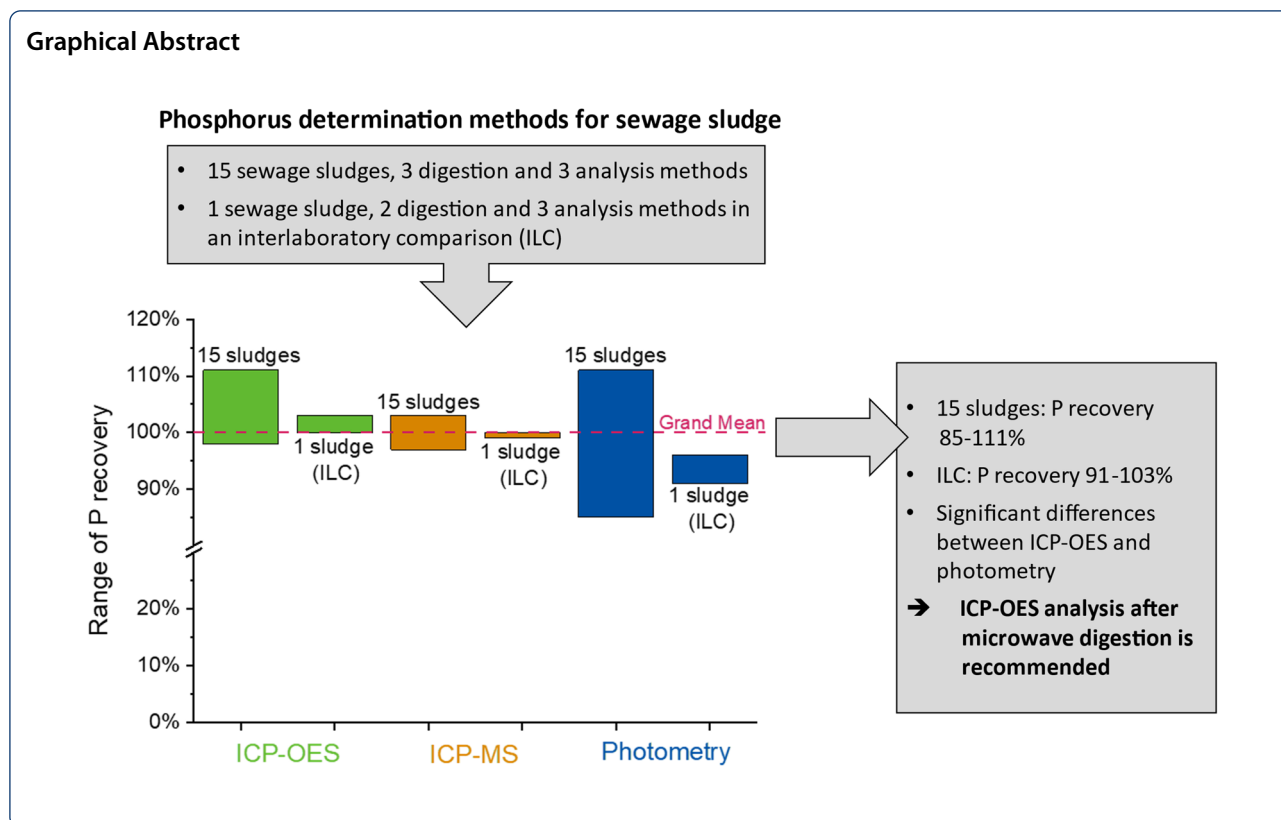 Graphical Abstract
Phosphorus determination methods for sewage sludge
• 15 sewage sludges, 3 digestion and 3 analysis methods
• 1 sewage sludge, 2 digestion and 3 analysis methods in
an interlaboratory comparison (ILC)
Range of P recovery
120%
110%
100%
90%
20%
10%
0%
15 sludges
1 sludge
(ILC)
15 sludges
1 sludge
(ILC)
15 sludges
Grand Mean
1 sludge
(ILC)
ICP-OES
ICP-MS
Photometry
• 15 sludges: P recovery
85-111%
• ILC: P recovery 91-103%
• Significant differences
between ICP-OES and
photometry
➔ ICP-OES analysis after
microwave digestion is
recommended